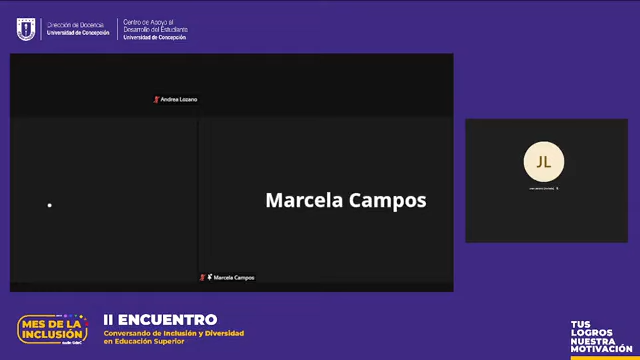 Dirección de Docencia
Universidad de Concepción
Centro de Apoyo al
Desarrollo del Estudiante
Universidad de Concepción
Andrea Lozano
.
Marcela Campos
Marcela Campos
JL
MES DE LA
INCLUSIÓN
II ENCUENTRO
Conversando de Inclusión y Diversidad
en Educación Superior
TUS
LOGROS
NUESTRA
MOTIVACIÓN